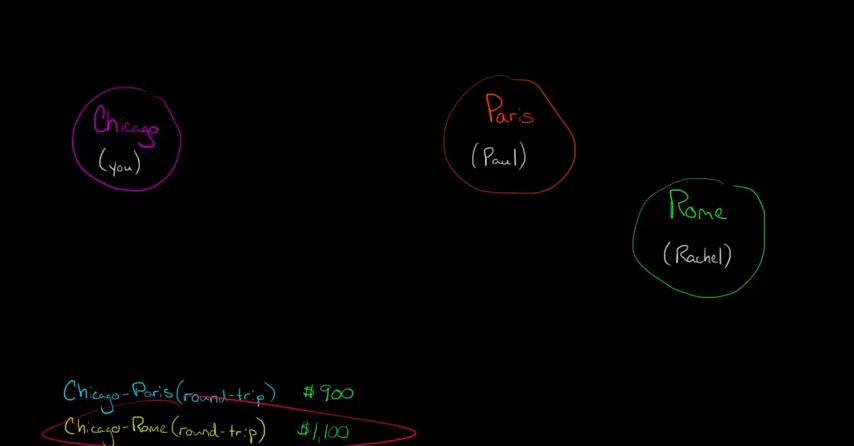 Chicago
(you)
Paris
(Paul)
Rome
(Rachel)
Chicago-Paris (round-trip) $900
Chicago-Rome (round-trip) $1,100